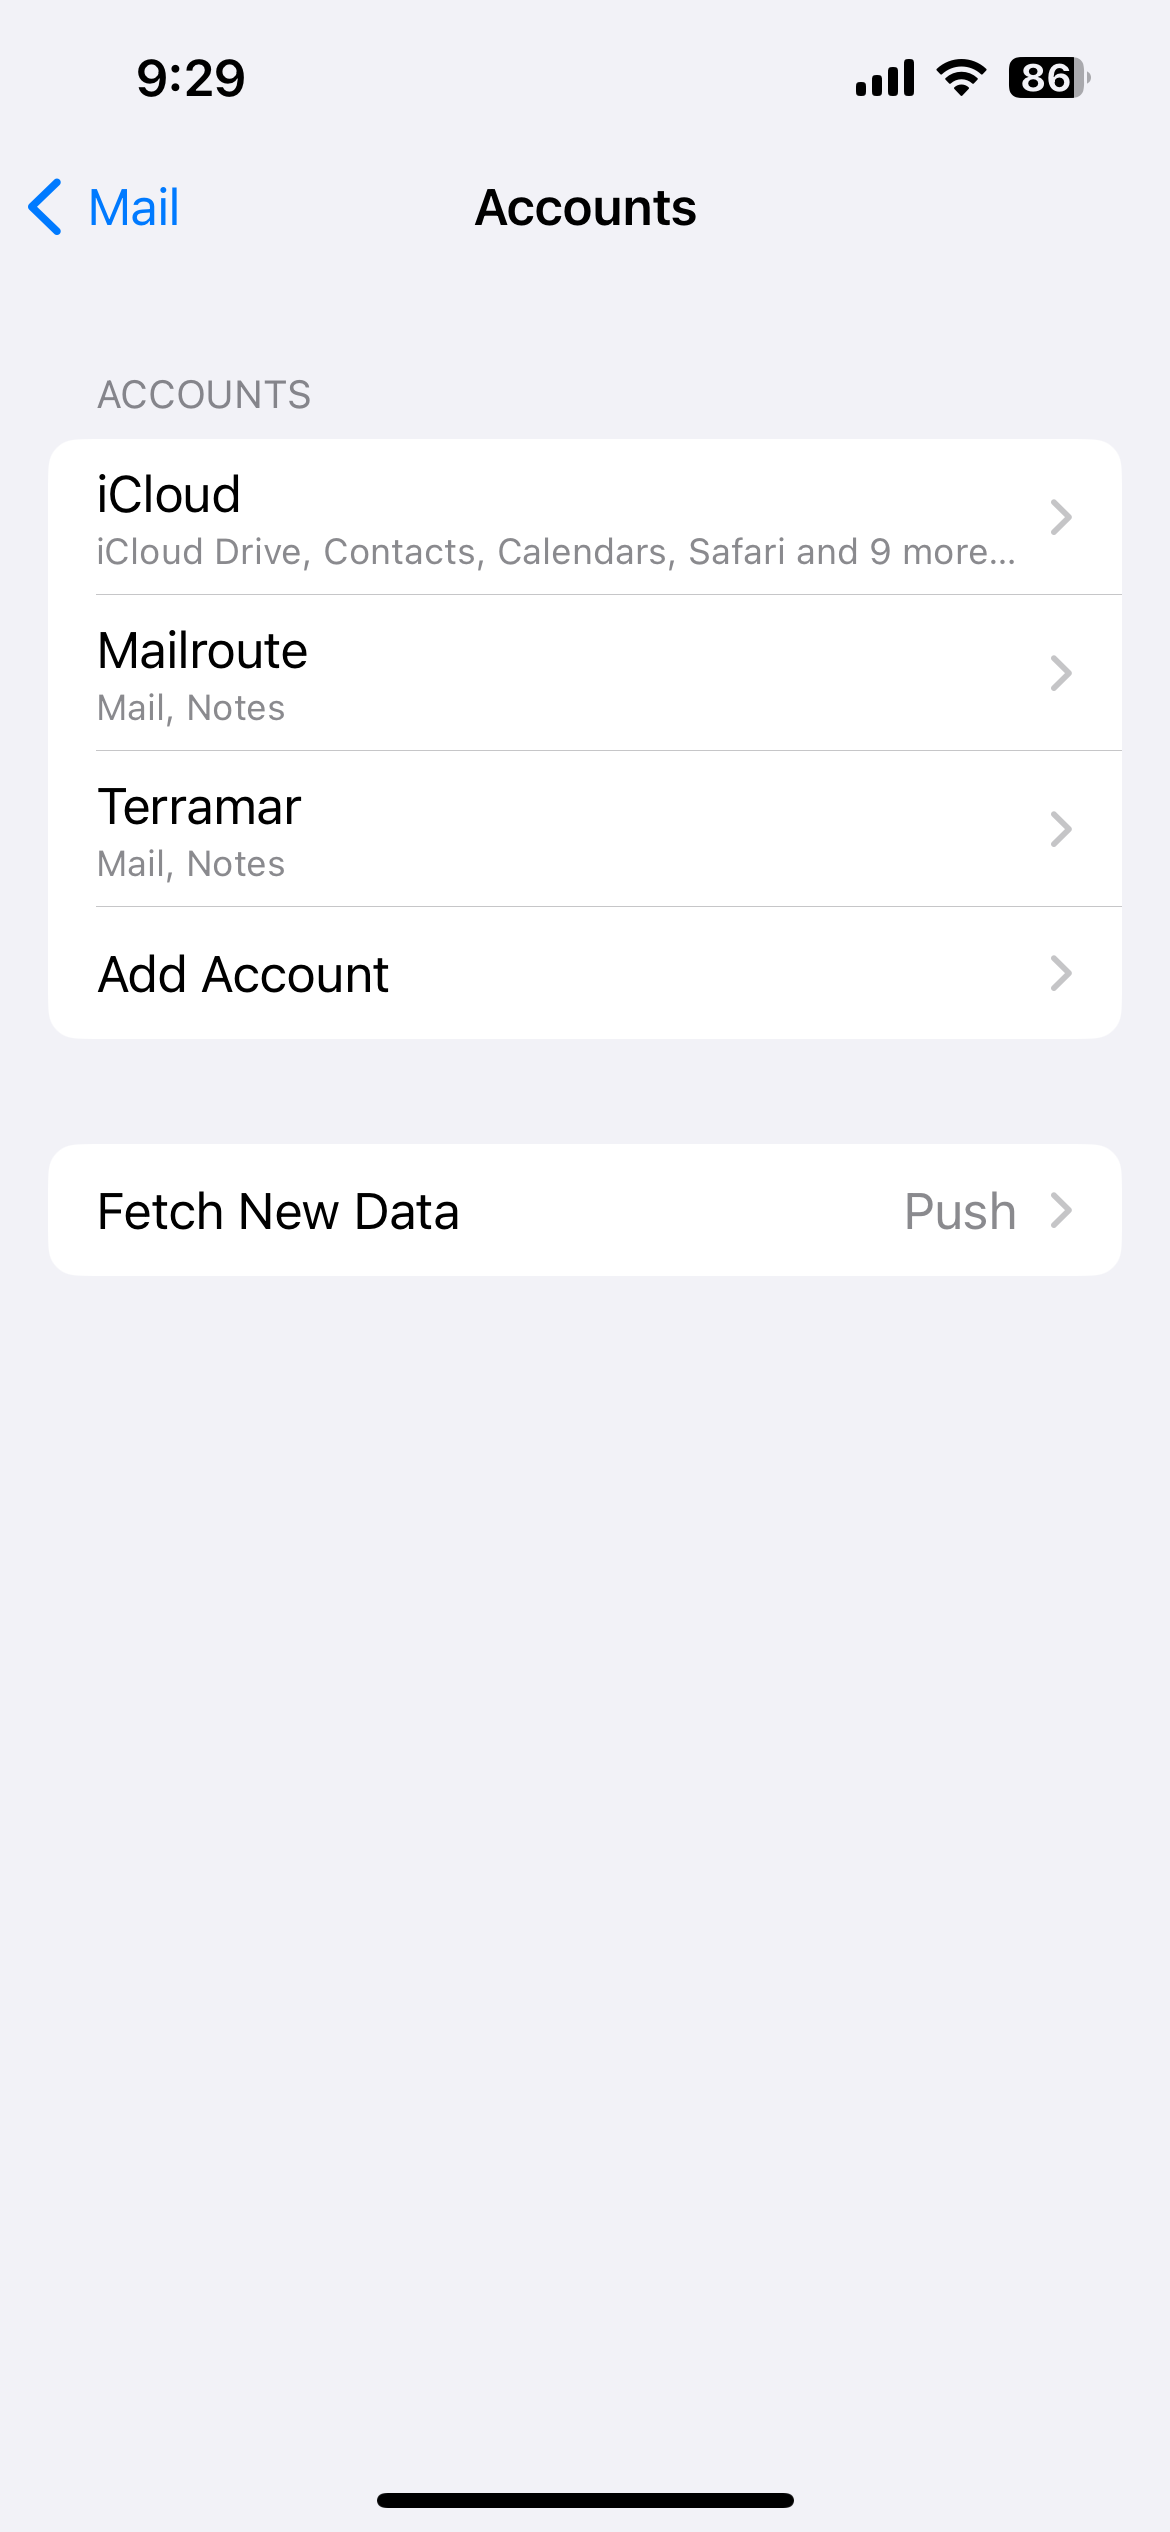 9:29
86
Mail
Accounts
ACCOUNTS
iCloud
iCloud Drive, Contacts, Calendars, Safari and 9 more...
Mailroute
Mail, Notes
Terramar
Mail, Notes
Add Account
Fetch New Data
Push